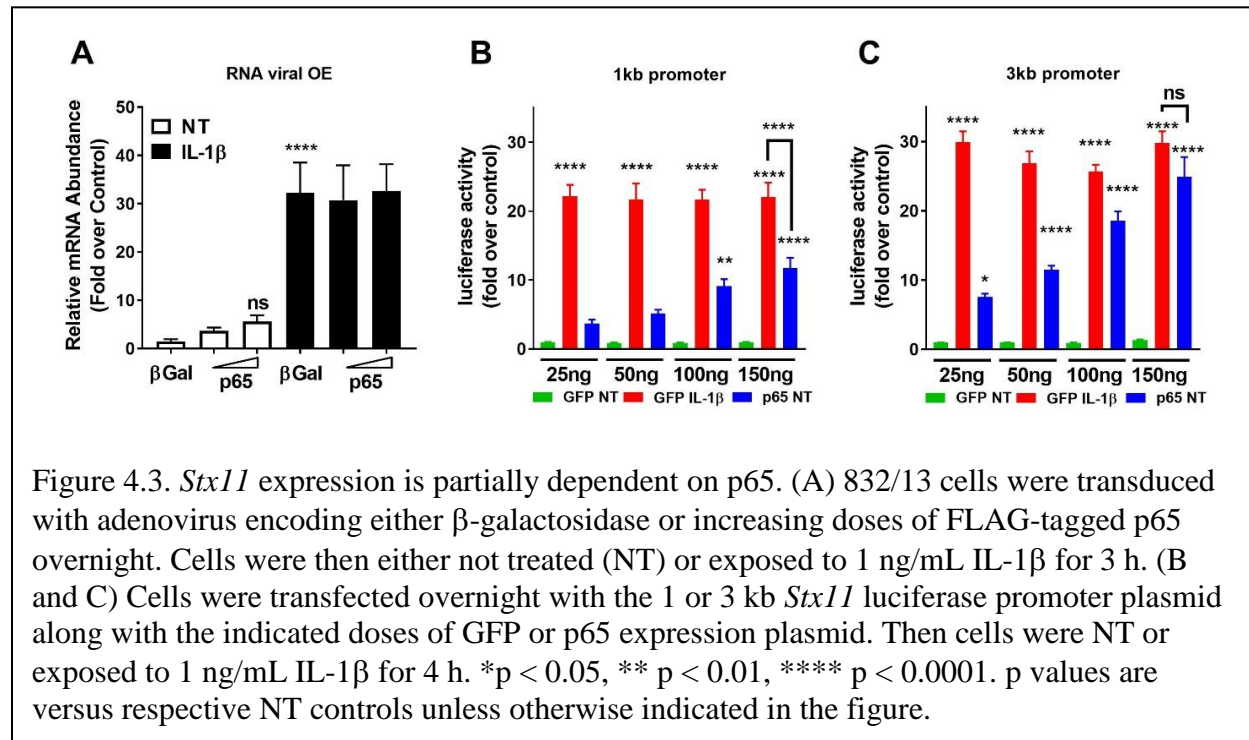 A
RNA viral OE
Relative mRNA Abundance
(Fold over Control)
50
40
30
20
10
0
NT
IL-1β
****
ns
βGal
p65
βGal
p65
B
1kb promoter
luciferase activity
(fold over control)
30
20
10
0
****
****
****
**
****
****
****
25ng
50ng
100ng
150ng
GFP NT
GFP IL-1β
p65 NT
C
3kb promoter
luciferase activity
(fold over control)
30
20
10
0
****
*
****
****
****
****
ns
****
****
25ng
50ng
100ng
150ng
GFP NT
GFP IL-1β
p65 NT
Figure 4.3. Stx11 expression is partially dependent on p65. (A) 832/13 cells were transduced
with adenovirus encoding either β-galactosidase or increasing doses of FLAG-tagged p65
overnight. Cells were then either not treated (NT) or exposed to 1 ng/mL IL-1β for 3 h. (B
and C) Cells were transfected overnight with the 1 or 3 kb Stx11 luciferase promoter plasmid
along with the indicated doses of GFP or p65 expression plasmid. Then cells were NT or
exposed to 1 ng/mL IL-1β for 4 h. *p < 0.05, ** p < 0.01, **** p < 0.0001. p values are
versus respective NT controls unless otherwise indicated in the figure.